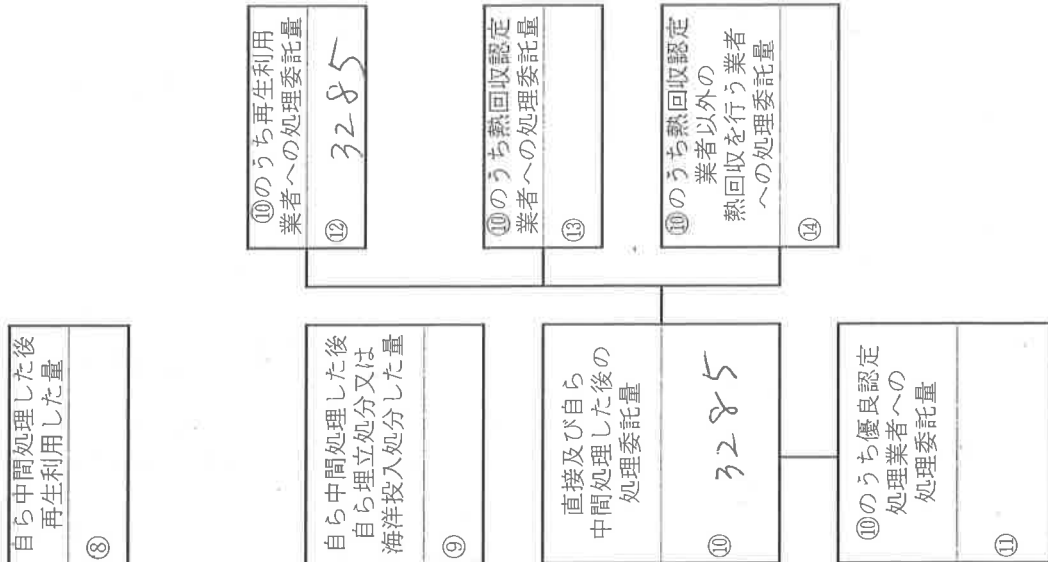 自ら中間処理した後
再生利用した量
⑧
自ら中間処理した後
自ら埋立処分又は
海洋投入処分した量
⑨
直接及び自ら
中間処理した後の
処理委託量
⑩ 3285
⑩のうち優良認定
処理業者への
処理委託量
⑪
⑩のうち再生利用
業者への処理委託量
⑫ 3285
⑩のうち熱回収認定
業者への処理委託量
⑬
⑩のうち熱回収認定
業者以外の
熱回収を行う業者
への処理委託量
⑭